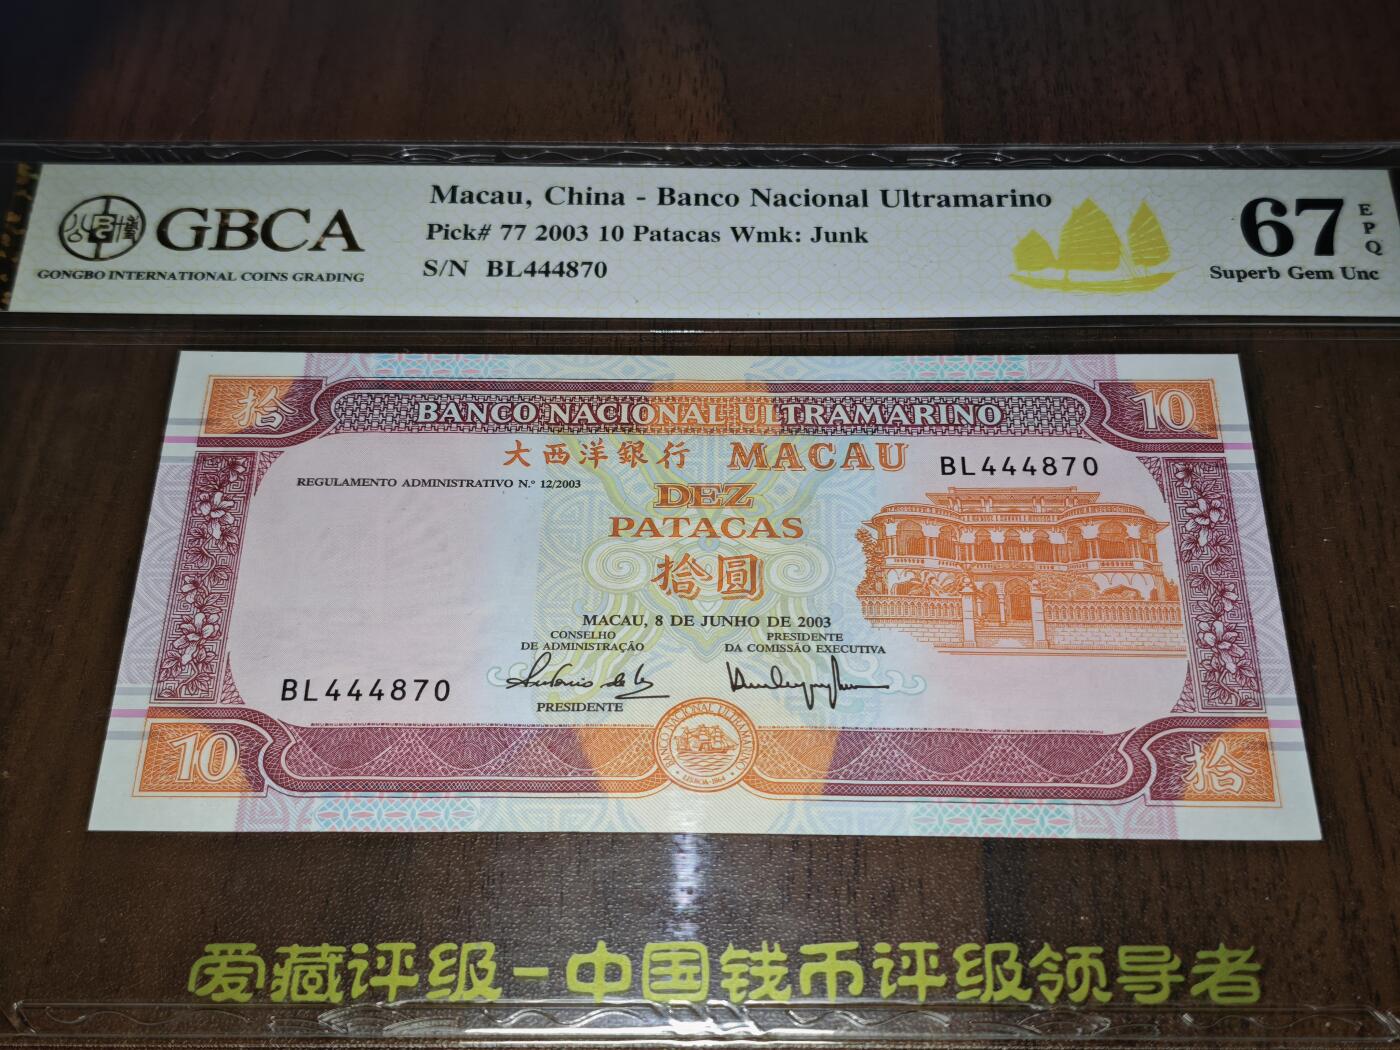 Macau, China - Banco Nacional Ultramarino
GBCA
Pick# 77 2003 10 Patacas Wmk: Junk
GONGBO INTERNATIONAL COINS GRADING
S/N BL444870
67
EPQ
Superb Gem Unc
拾
BANCO NACIONAL ULTRAMARINO
10
大西洋銀行 MACAU
BL444870
REGULAMENTO ADMINISTRATIVO N.º 12/2003
DEZ
PATACAS
拾圓
MACAU, 8 DE JUNHO DE 2003
CONSELHO
DE ADMINISTRAÇÃO
PRESIDENTE
DA COMISSÃO EXECUTIVA
BL444870
PRESIDENTE
BANCO NACIONAL ULTRAMARINO
LISBOA·1864
10
拾
爱藏评级-中国钱币评级领导者